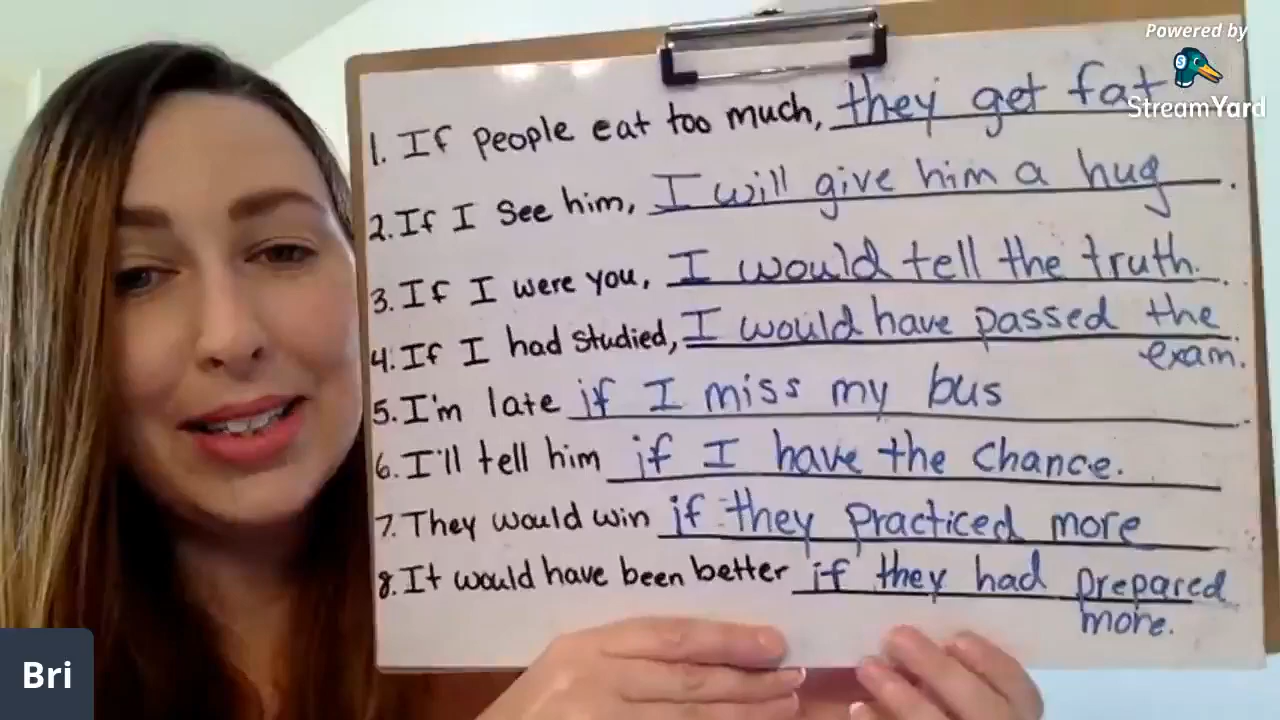 Powered by
StreamYard
1. If people eat too much, they get fat
2. If I see him, I will give him a hug.
3. If I were you, I would tell the truth.
4. If I had studied, I would have passed the
exam.
5. I'm late if I miss my bus.
6. I'll tell him if I have the chance.
7. They would win if they practiced more
8. It would have been better if they had prepared
more.
Bri